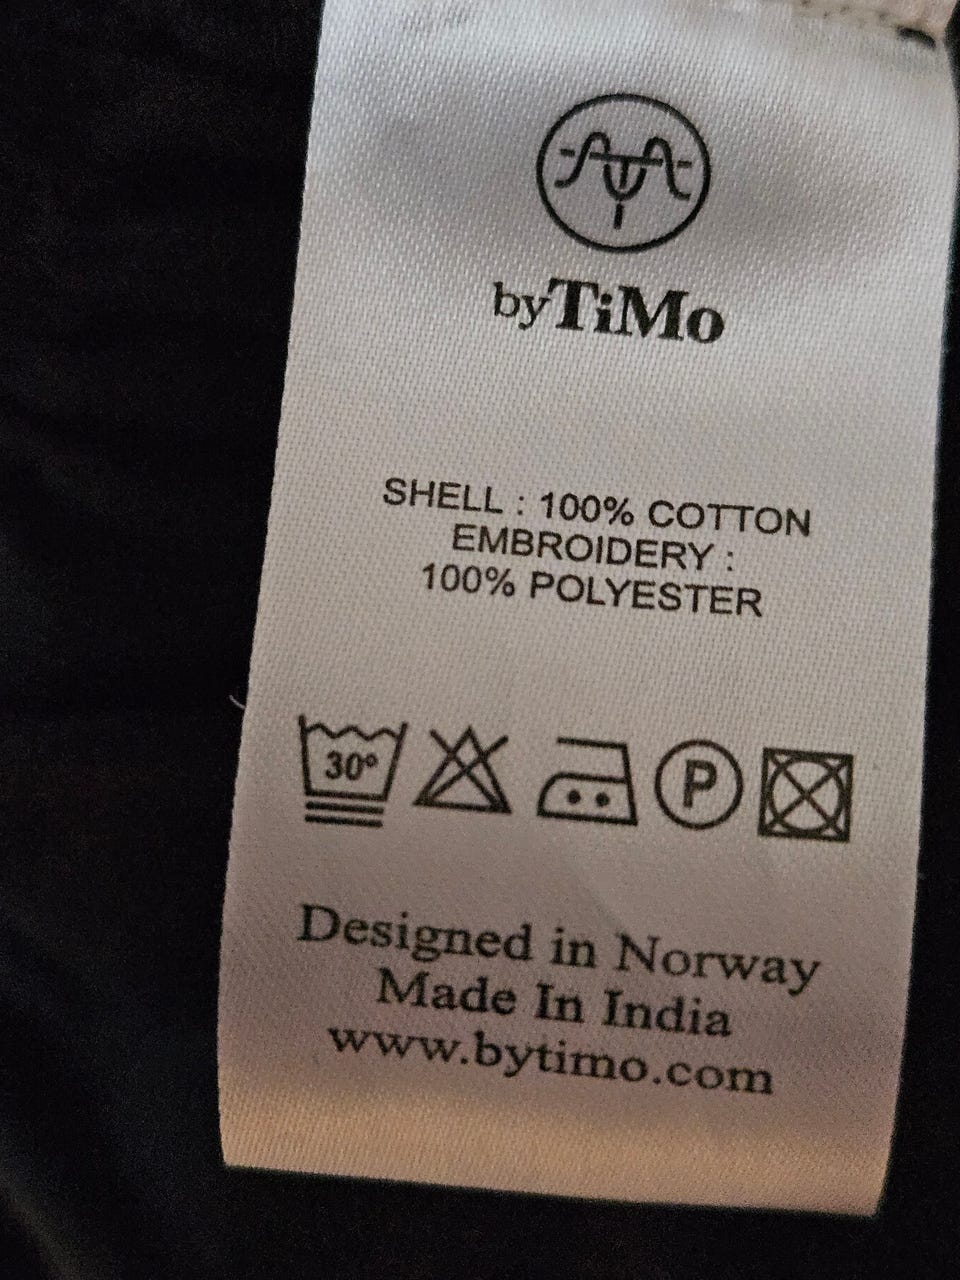 byTiMo
SHELL : 100% COTTON
EMBROIDERY :
100% POLYESTER
30°
P
Designed in Norway
Made In India
www.bytimo.com